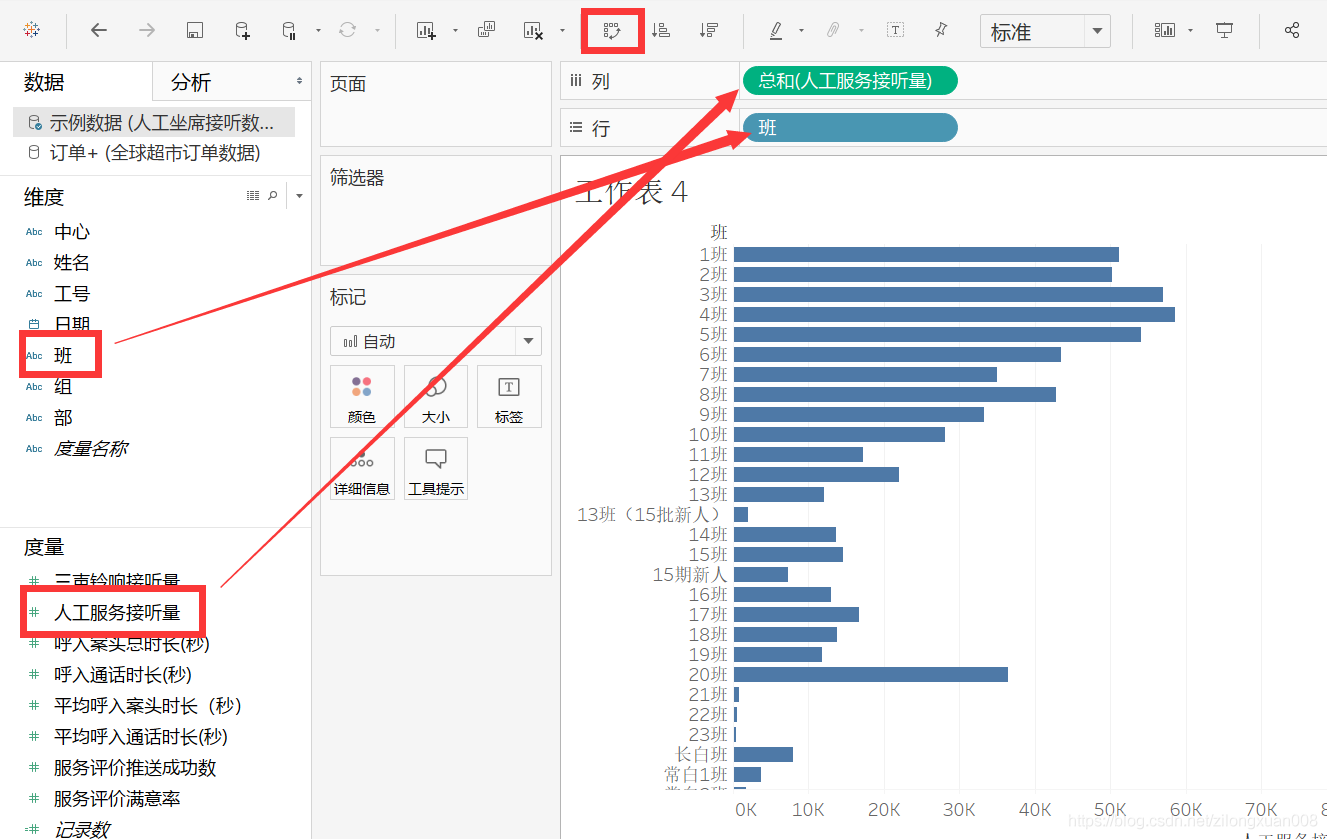 标准
数据
分析
示例数据 (人工坐席接听数...
订单+ (全球超市订单数据)
维度
Abc 中心
Abc 姓名
Abc 工号
日期
Abc 班
Abc 组
Abc 部
Abc 度量名称
度量
三声铃响接听量
人工服务接听量
呼入案头总时长(秒)
呼入通话时长(秒)
平均呼入案头时长（秒）
平均呼入通话时长(秒)
服务评价推送成功数
服务评价满意率
记录数
页面
筛选器
标记
自动
颜色
大小
标签
详细信息
工具提示
列
总和(人工服务接听量)
行
班
工作表 4
班
1班
2班
3班
4班
5班
6班
7班
8班
9班
10班
11班
12班
13班
13班（15批新人）
14班
15班
15期新人
16班
17班
18班
19班
20班
21班
22班
23班
长白班
常白1班
0K 10K 20K 30K 40K 50K 60K 70K
https://blog.csdn.net/zilongxuan008